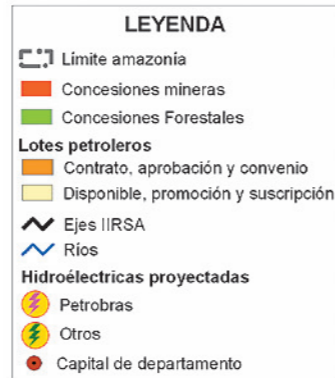 LEYENDA
Límite amazonía
Concesiones mineras
Concesiones Forestales
Lotes petroleros
Contrato, aprobación y convenio
Disponible, promoción y suscripción
Ejes IIRSA
Ríos
Hidroélectricas proyectadas
Petrobras
Otros
Capital de departamento